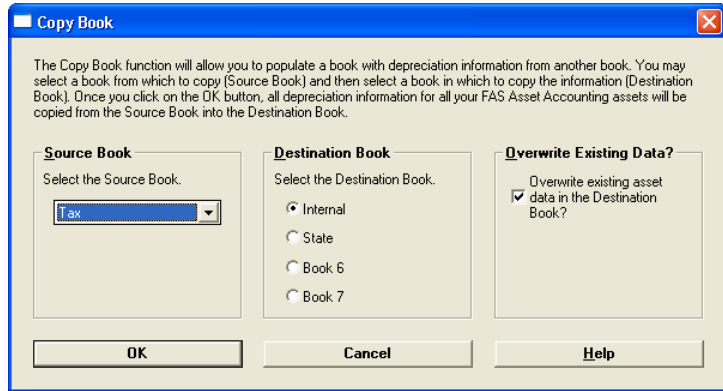 Copy Book
The Copy Book function will allow you to populate a book with depreciation information from another book. You may
select a book from which to copy (Source Book) and then select a book in which to copy the information (Destination
Book). Once you click on the OK button, all depreciation information for all your FAS Asset Accounting assets will be
copied from the Source Book into the Destination Book.
Source Book
Select the Source Book.
Tax
Destination Book
Select the Destination Book.
Internal
State
Book 6
Book 7
Overwrite Existing Data?
Overwrite existing asset
data in the Destination
Book?
OK
Cancel
Help